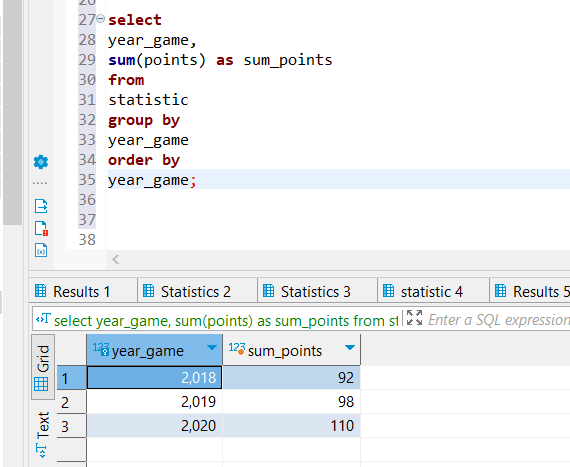 26
27 select
28 year_game,
29 sum(points) as sum_points
30 from
31 statistic
32 group by
33 year_game
34 order by
35 year_game;
36
37
38
Results 1 Statistics 2 Statistics 3 statistic 4 Results 5
select year_game, sum(points) as sum_points from st Enter a SQL expression
Grid
Text
123 year_game 123 sum_points
1 2,018 92
2 2,019 98
3 2,020 110